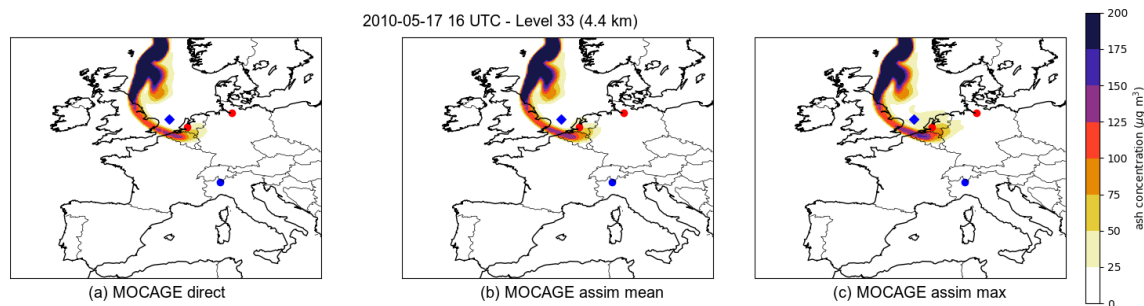 2010-05-17 16 UTC - Level 33 (4.4 km)
(a) MOCAGE direct
(b) MOCAGE assim mean
(c) MOCAGE assim max
200
175
150
125
100
75
50
25
0
ash concentration (µg m³)